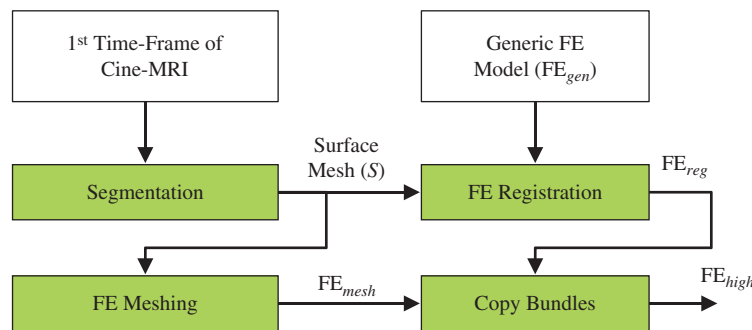 1st Time-Frame of
Cine-MRI
Generic FE
Model (FEgen)
Surface
Mesh (S)
Segmentation
FE Registration
FEreg
FE Meshing
FEmesh
Copy Bundles
FEhigh